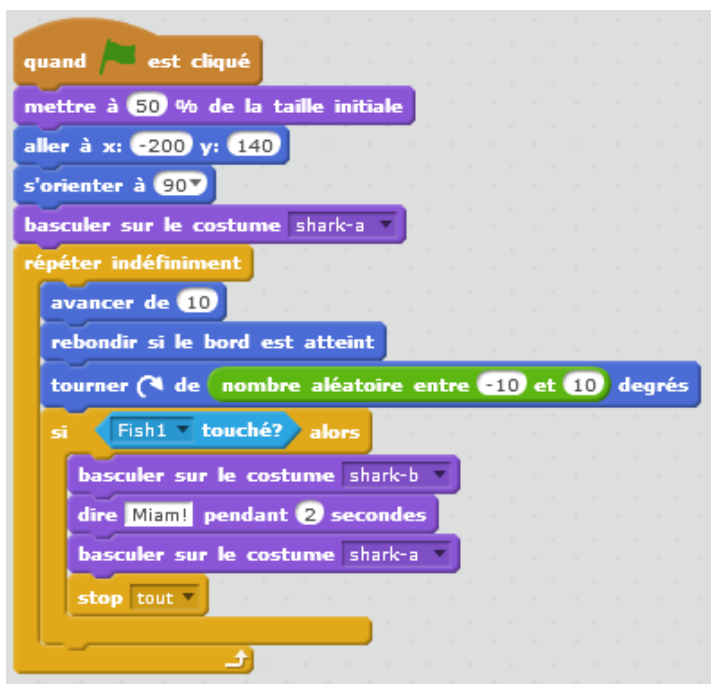 quand est cliqué
mettre à 50 % de la taille initiale
aller à x: -200 y: 140
s'orienter à 90
basculer sur le costume shark-a
répéter indéfiniment
avancer de 10
rebondir si le bord est atteint
tourner de nombre aléatoire entre -10 et 10 degrés
si Fish1 touché? alors
basculer sur le costume shark-b
dire Miam! pendant 2 secondes
basculer sur le costume shark-a
stop tout